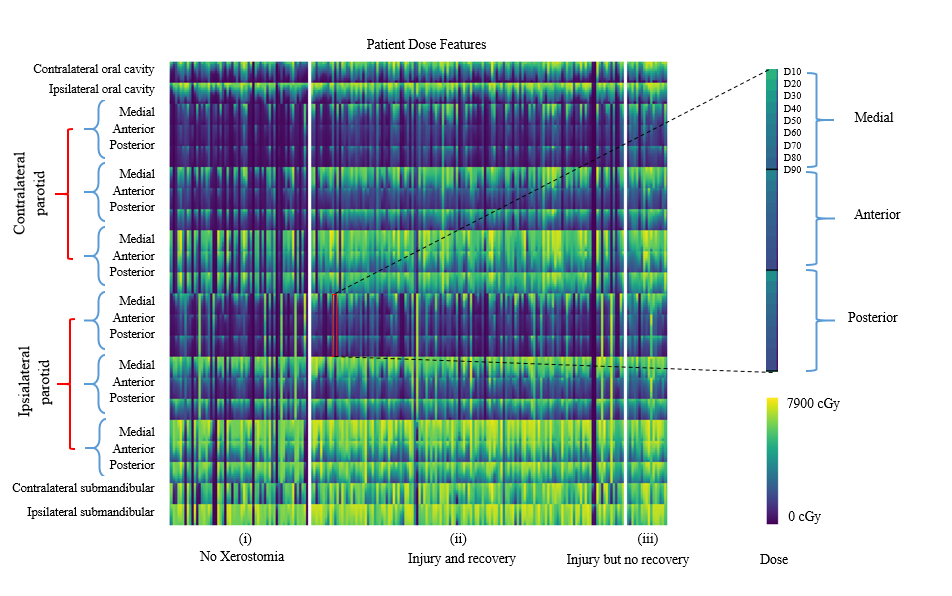 Patient Dose Features
Contralateral oral cavity
Ipsilateral oral cavity
Contralateral
parotid
Medial
Anterior
Posterior
Medial
Anterior
Posterior
Medial
Anterior
Posterior
Ipsialateral
parotid
Medial
Anterior
Posterior
Medial
Anterior
Posterior
Medial
Anterior
Posterior
Contralateral submandibular
Ipsilateral submandibular
(i)
No Xerostomia
(ii)
Injury and recovery
(iii)
Injury but no recovery
D10
D20
D30
D40
D50
D60
D70
D80
D90
Medial
Anterior
Posterior
7900 cGy
0 cGy
Dose